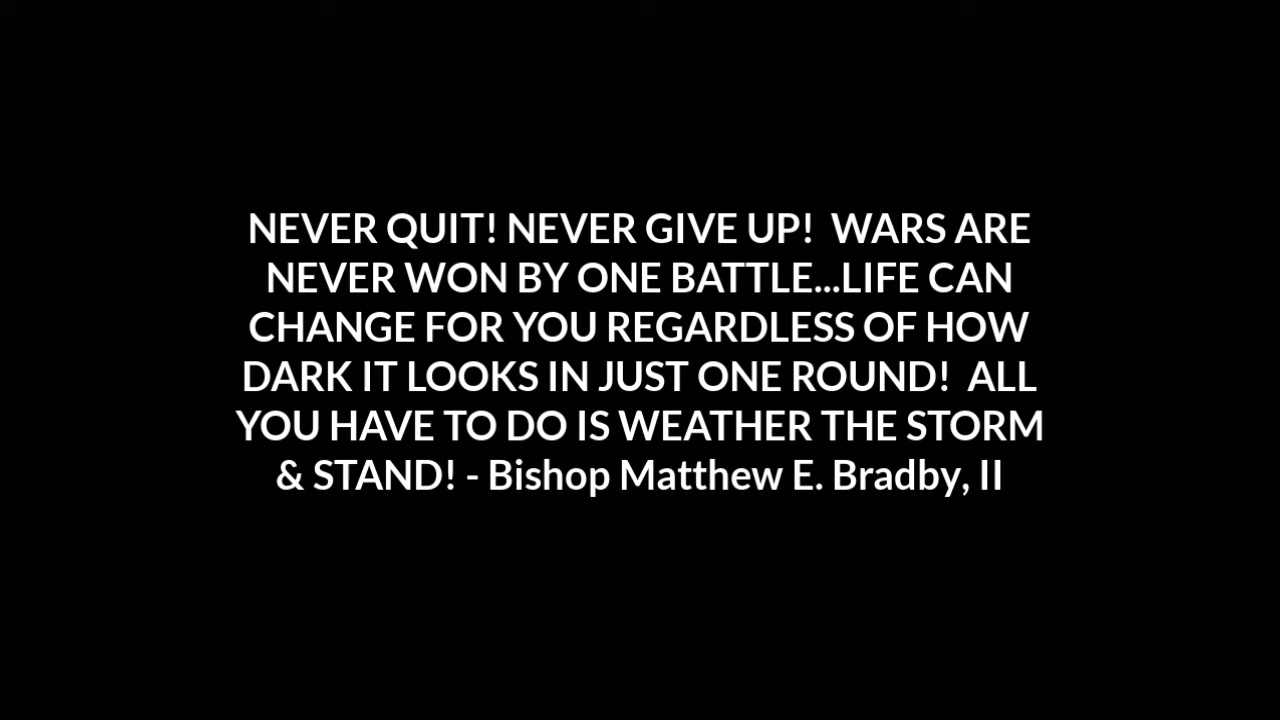 NEVER QUIT! NEVER GIVE UP!  WARS ARE
NEVER WON BY ONE BATTLE...LIFE CAN
CHANGE FOR YOU REGARDLESS OF HOW
DARK IT LOOKS IN JUST ONE ROUND!  ALL
YOU HAVE TO DO IS WEATHER THE STORM
& STAND! - Bishop Matthew E. Bradby, II